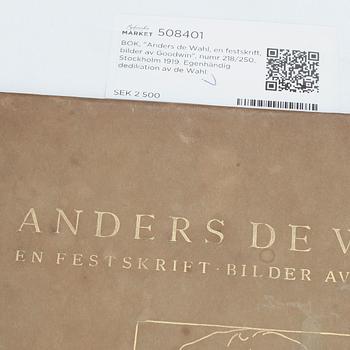 Bukowskis
MARKET 508401
BOK, "Anders de Wahl, en festskrift,
bilder av Goodwin", numr 218/250,
Stockholm 1919. Egenhändig
dedikation av de Wahl.
SEK 2 500
ANDERS DE
EN FESTSKRIFT · BILDER AV